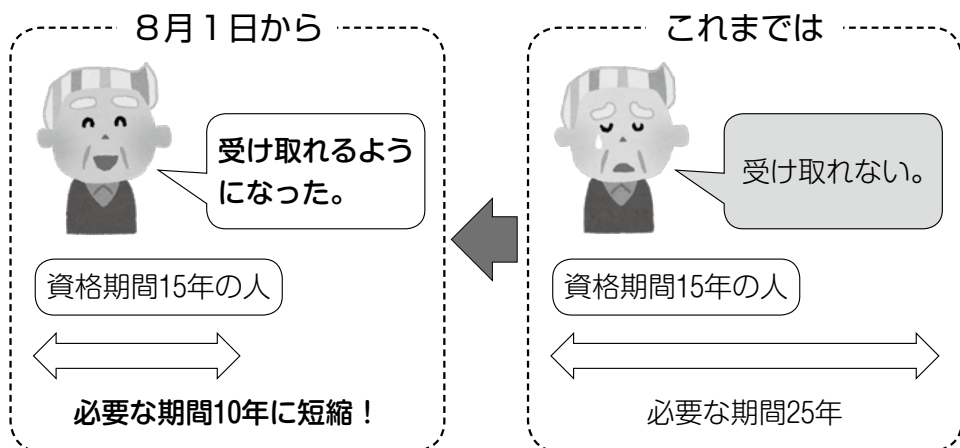 これまでは
受け取れない。
資格期間15年の人
必要な期間25年
８月１日から
受け取れるよう
になった。
資格期間15年の人
必要な期間10年に短縮！